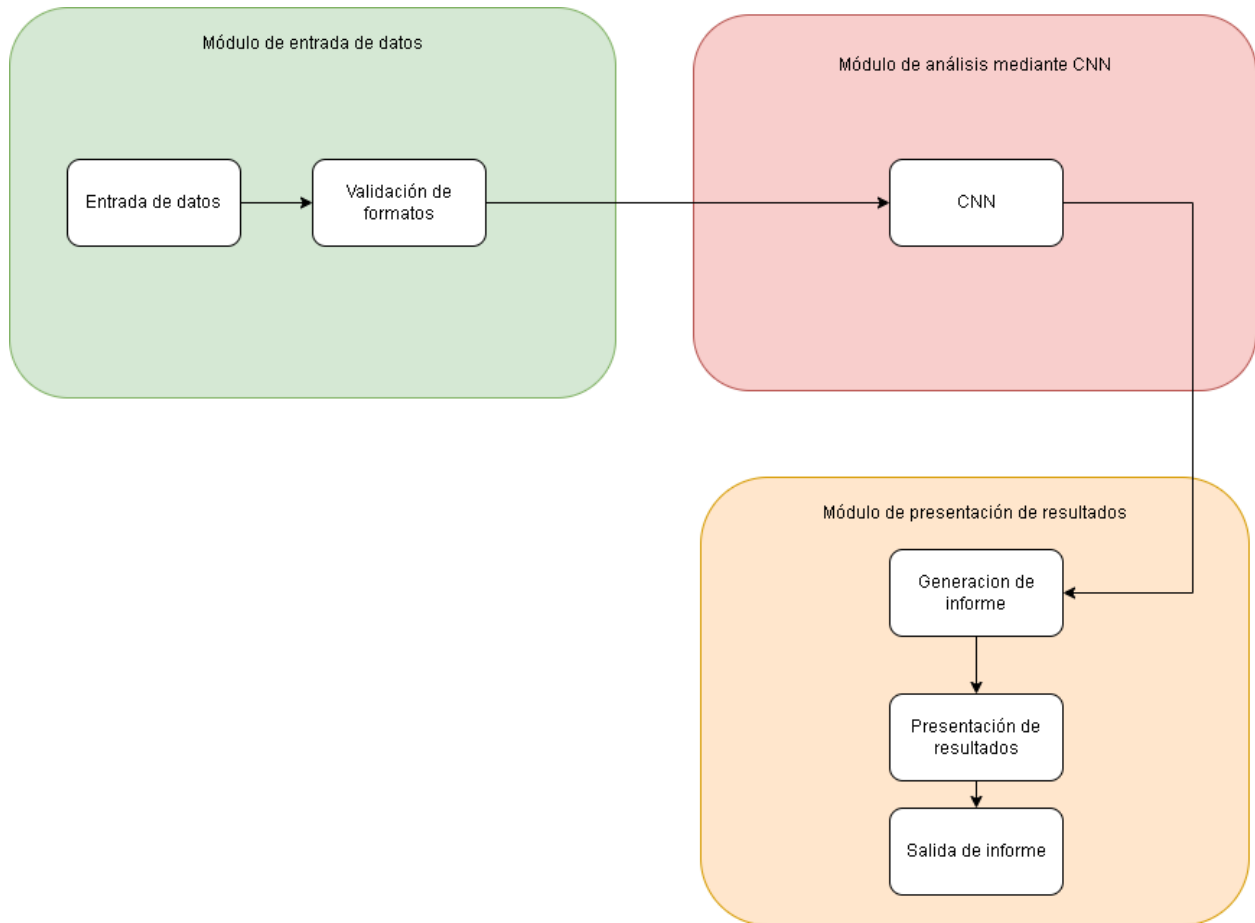 Módulo de entrada de datos
Módulo de análisis mediante CNN
Entrada de datos
Validación de
formatos
CNN
Módulo de presentación de resultados
Generacion de
informe
Presentación de
resultados
Salida de informe